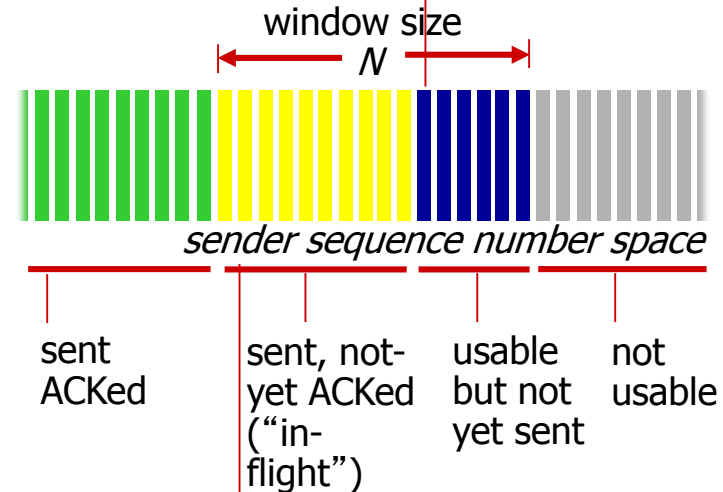 window size
N
sender sequence number space
sent
ACKed
sent, not-
yet ACKed
(“in-
flight”)
usable
but not
yet sent
not
usable